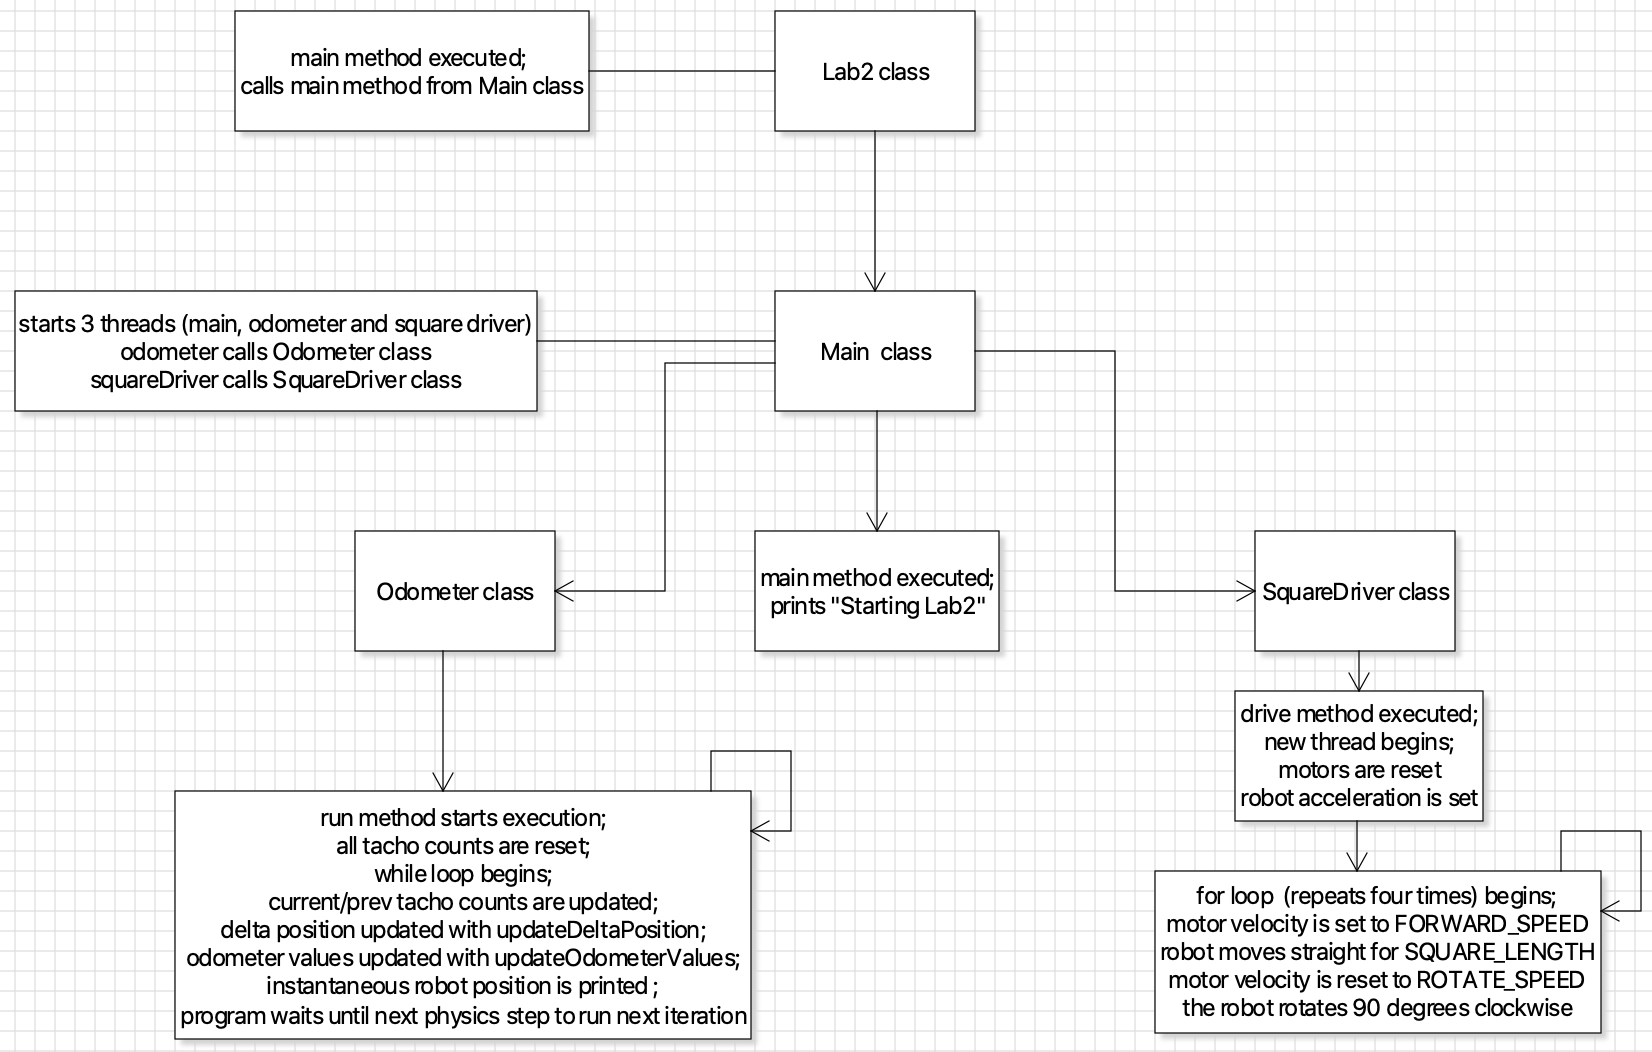 main method executed;
calls main method from Main class
Lab2 class
starts 3 threads (main, odometer and square driver)
odometer calls Odometer class
squareDriver calls SquareDriver class
Main class
Odometer class
main method executed;
prints "Starting Lab2"
SquareDriver class
drive method executed;
new thread begins;
motors are reset
robot acceleration is set
run method starts execution;
all tacho counts are reset;
while loop begins;
current/prev tacho counts are updated;
delta position updated with updateDeltaPosition;
odometer values updated with updateOdometerValues;
instantaneous robot position is printed ;
program waits until next physics step to run next iteration
for loop (repeats four times) begins;
motor velocity is set to FORWARD_SPEED
robot moves straight for SQUARE_LENGTH
motor velocity is reset to ROTATE_SPEED
the robot rotates 90 degrees clockwise